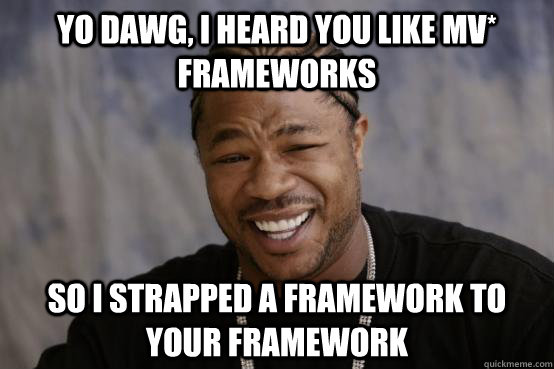 YO DAWG, I HEARD YOU LIKE MV*
FRAMEWORKS
SO I STRAPPED A FRAMEWORK TO
YOUR FRAMEWORK
quickmeme.com